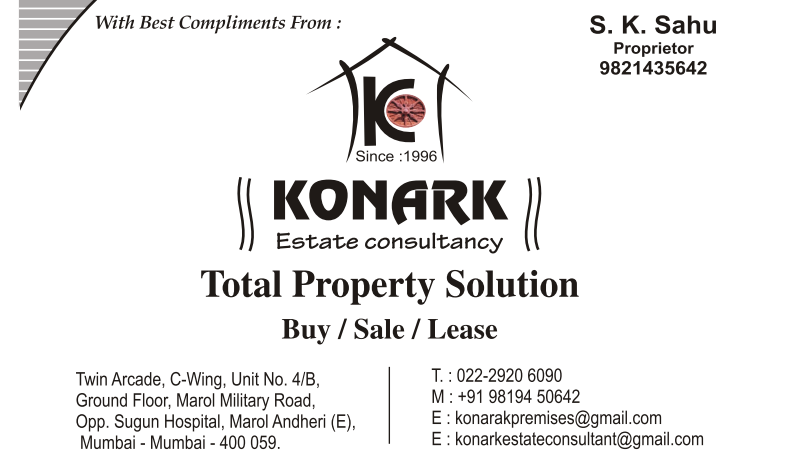 With Best Compliments From :
S. K. Sahu
Proprietor
9821435642
KC
Since :1996
KONARK
Estate consultancy
Total Property Solution
Buy / Sale / Lease
Twin Arcade, C-Wing, Unit No. 4/B,
Ground Floor, Marol Military Road,
Opp. Sugun Hospital, Marol Andheri (E),
Mumbai - Mumbai - 400 059.
T. : 022-2920 6090
M : +91 98194 50642
E : konarakpremises@gmail.com
E : konarkestateconsultant@gmail.com